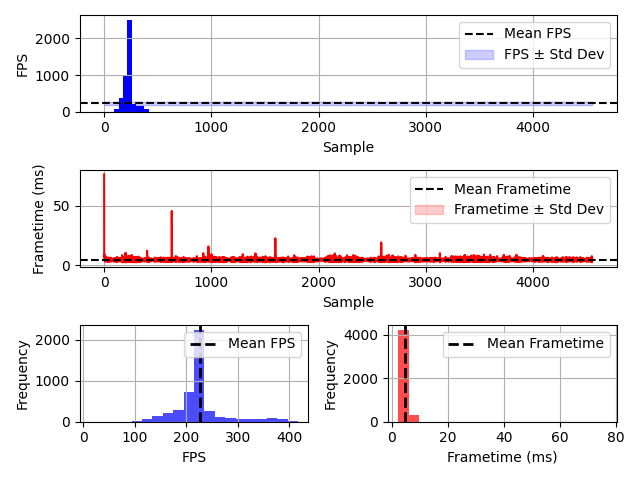 FPS
2000
1000
0
Mean FPS
FPS ± Std Dev
0 1000 2000 3000 4000
Sample
Frametime (ms)
50
0
Mean Frametime
Frametime ± Std Dev
0 1000 2000 3000 4000
Sample
Frequency
2000
1000
0
Mean FPS
0 100 200 300 400
FPS
Frequency
4000
2000
0
Mean Frametime
0 20 40 60 80
Frametime (ms)